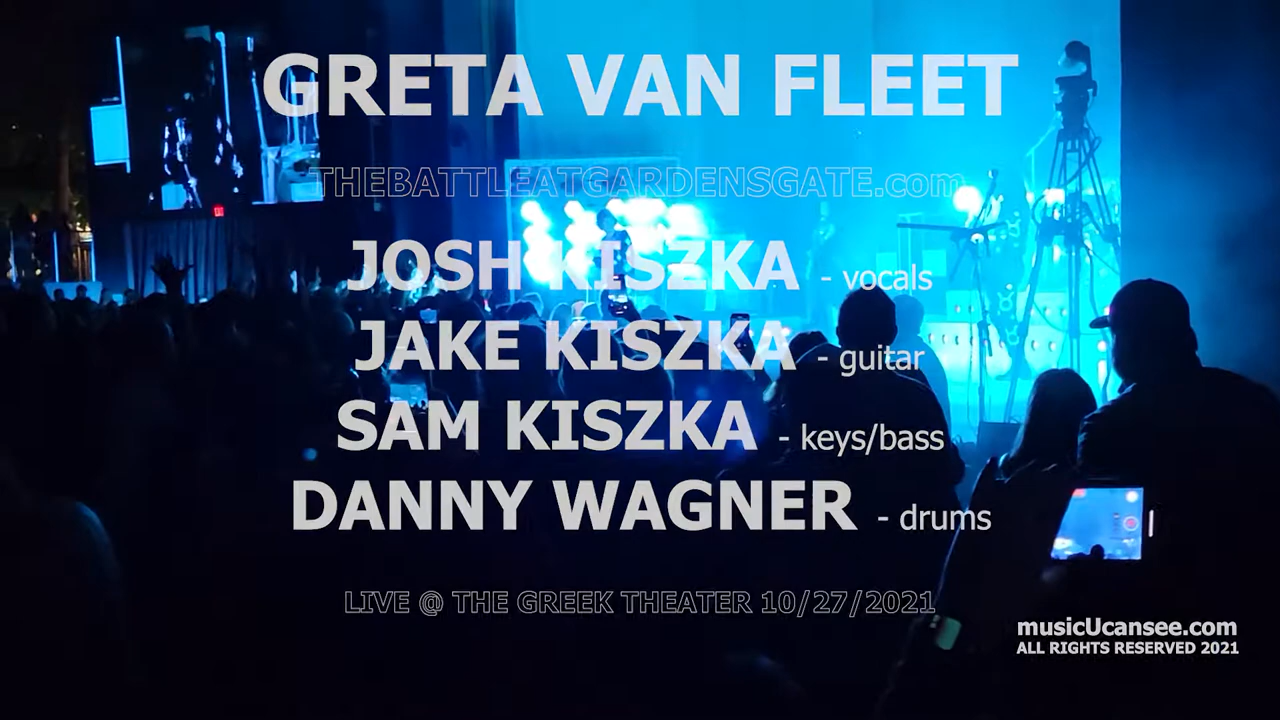 GRETA VAN FLEET
THEBATTLEATGARDENSGATE.com
JOSH KISZKA - vocals
JAKE KISZKA - guitar
SAM KISZKA - keys/bass
DANNY WAGNER - drums
LIVE @ THE GREEK THEATER 10/27/2021
musicUcansee.com
ALL RIGHTS RESERVED 2021